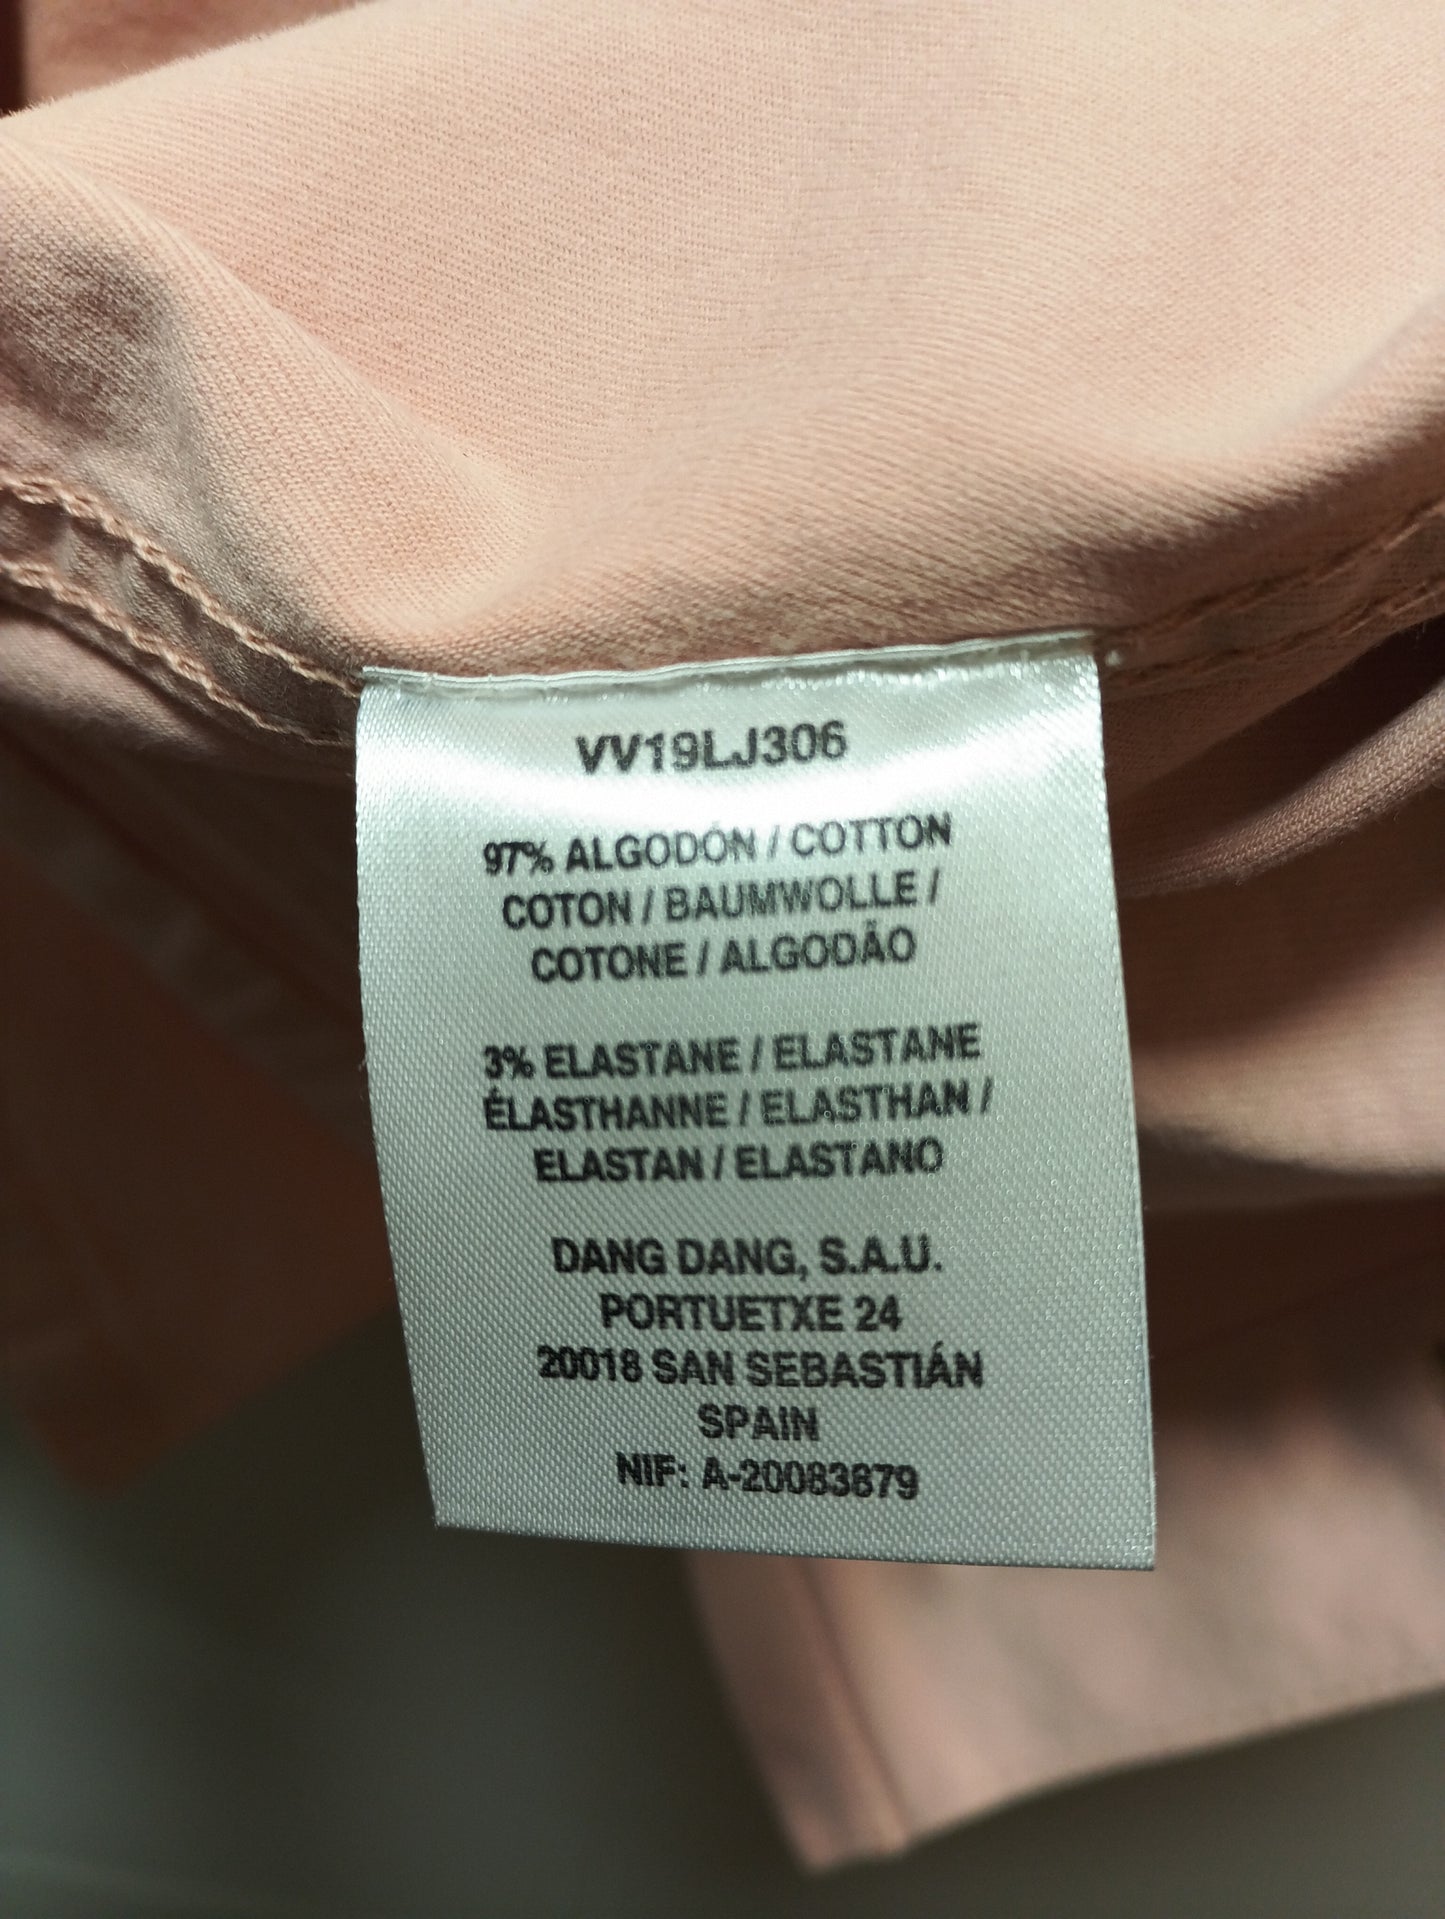 VV19LJ306
97% ALGODÓN / COTTON
COTON / BAUMWOLLE /
COTONE / ALGODÃO
3% ELASTANE / ELASTANE
ÉLASTHANNE / ELASTHAN /
ELASTAN / ELASTANO
DANG DANG, S.A.U.
PORTUETXE 24
20018 SAN SEBASTIÁN
SPAIN
NIF: A-20083879